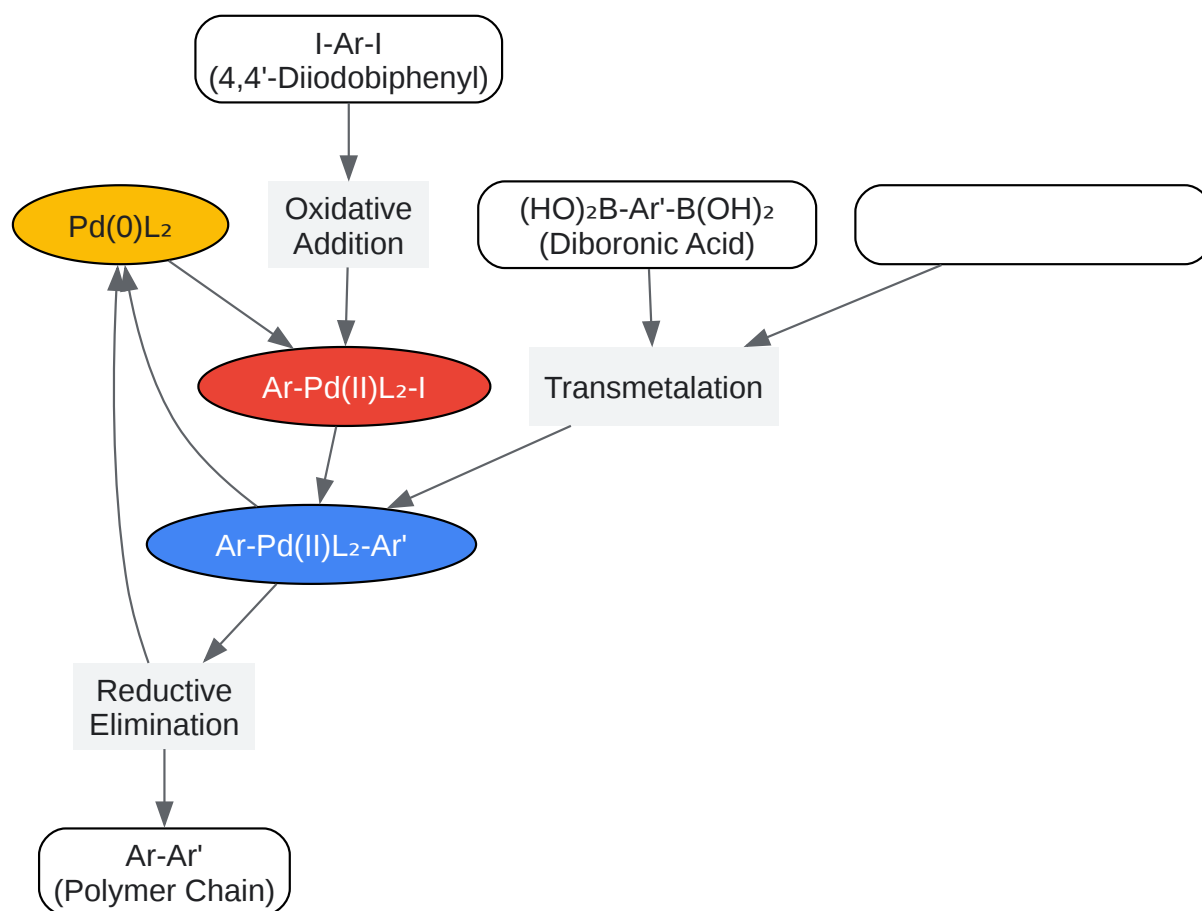 I-Ar-I
(4,4'-Diiodobiphenyl)
Pd(0)L₂
Oxidative
Addition
(HO)₂B-Ar'-B(OH)₂
(Diboronic Acid)
Ar-Pd(II)L₂-I
Transmetalation
Ar-Pd(II)L₂-Ar'
Reductive
Elimination
Ar-Ar'
(Polymer Chain)